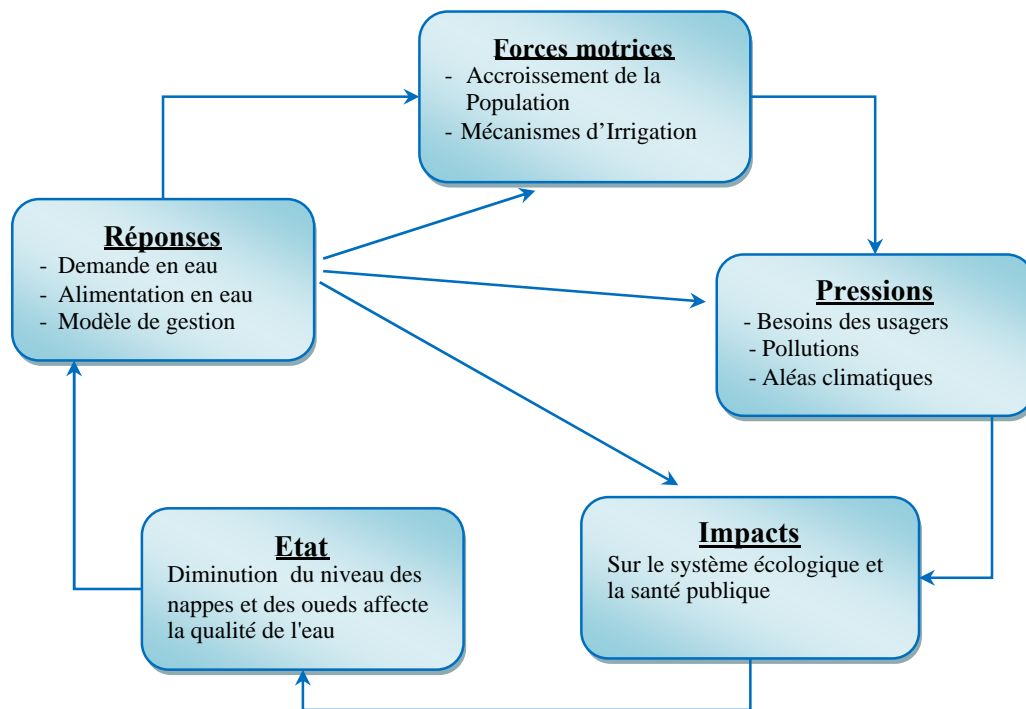 Forces motrices
- Accroissement de la
Population
- Mécanismes d’Irrigation
Réponses
- Demande en eau
- Alimentation en eau
- Modèle de gestion
Pressions
- Besoins des usagers
- Pollutions
- Aléas climatiques
Etat
Diminution du niveau des
nappes et des oueds affecte
la qualité de l'eau
Impacts
Sur le système écologique et
la santé publique